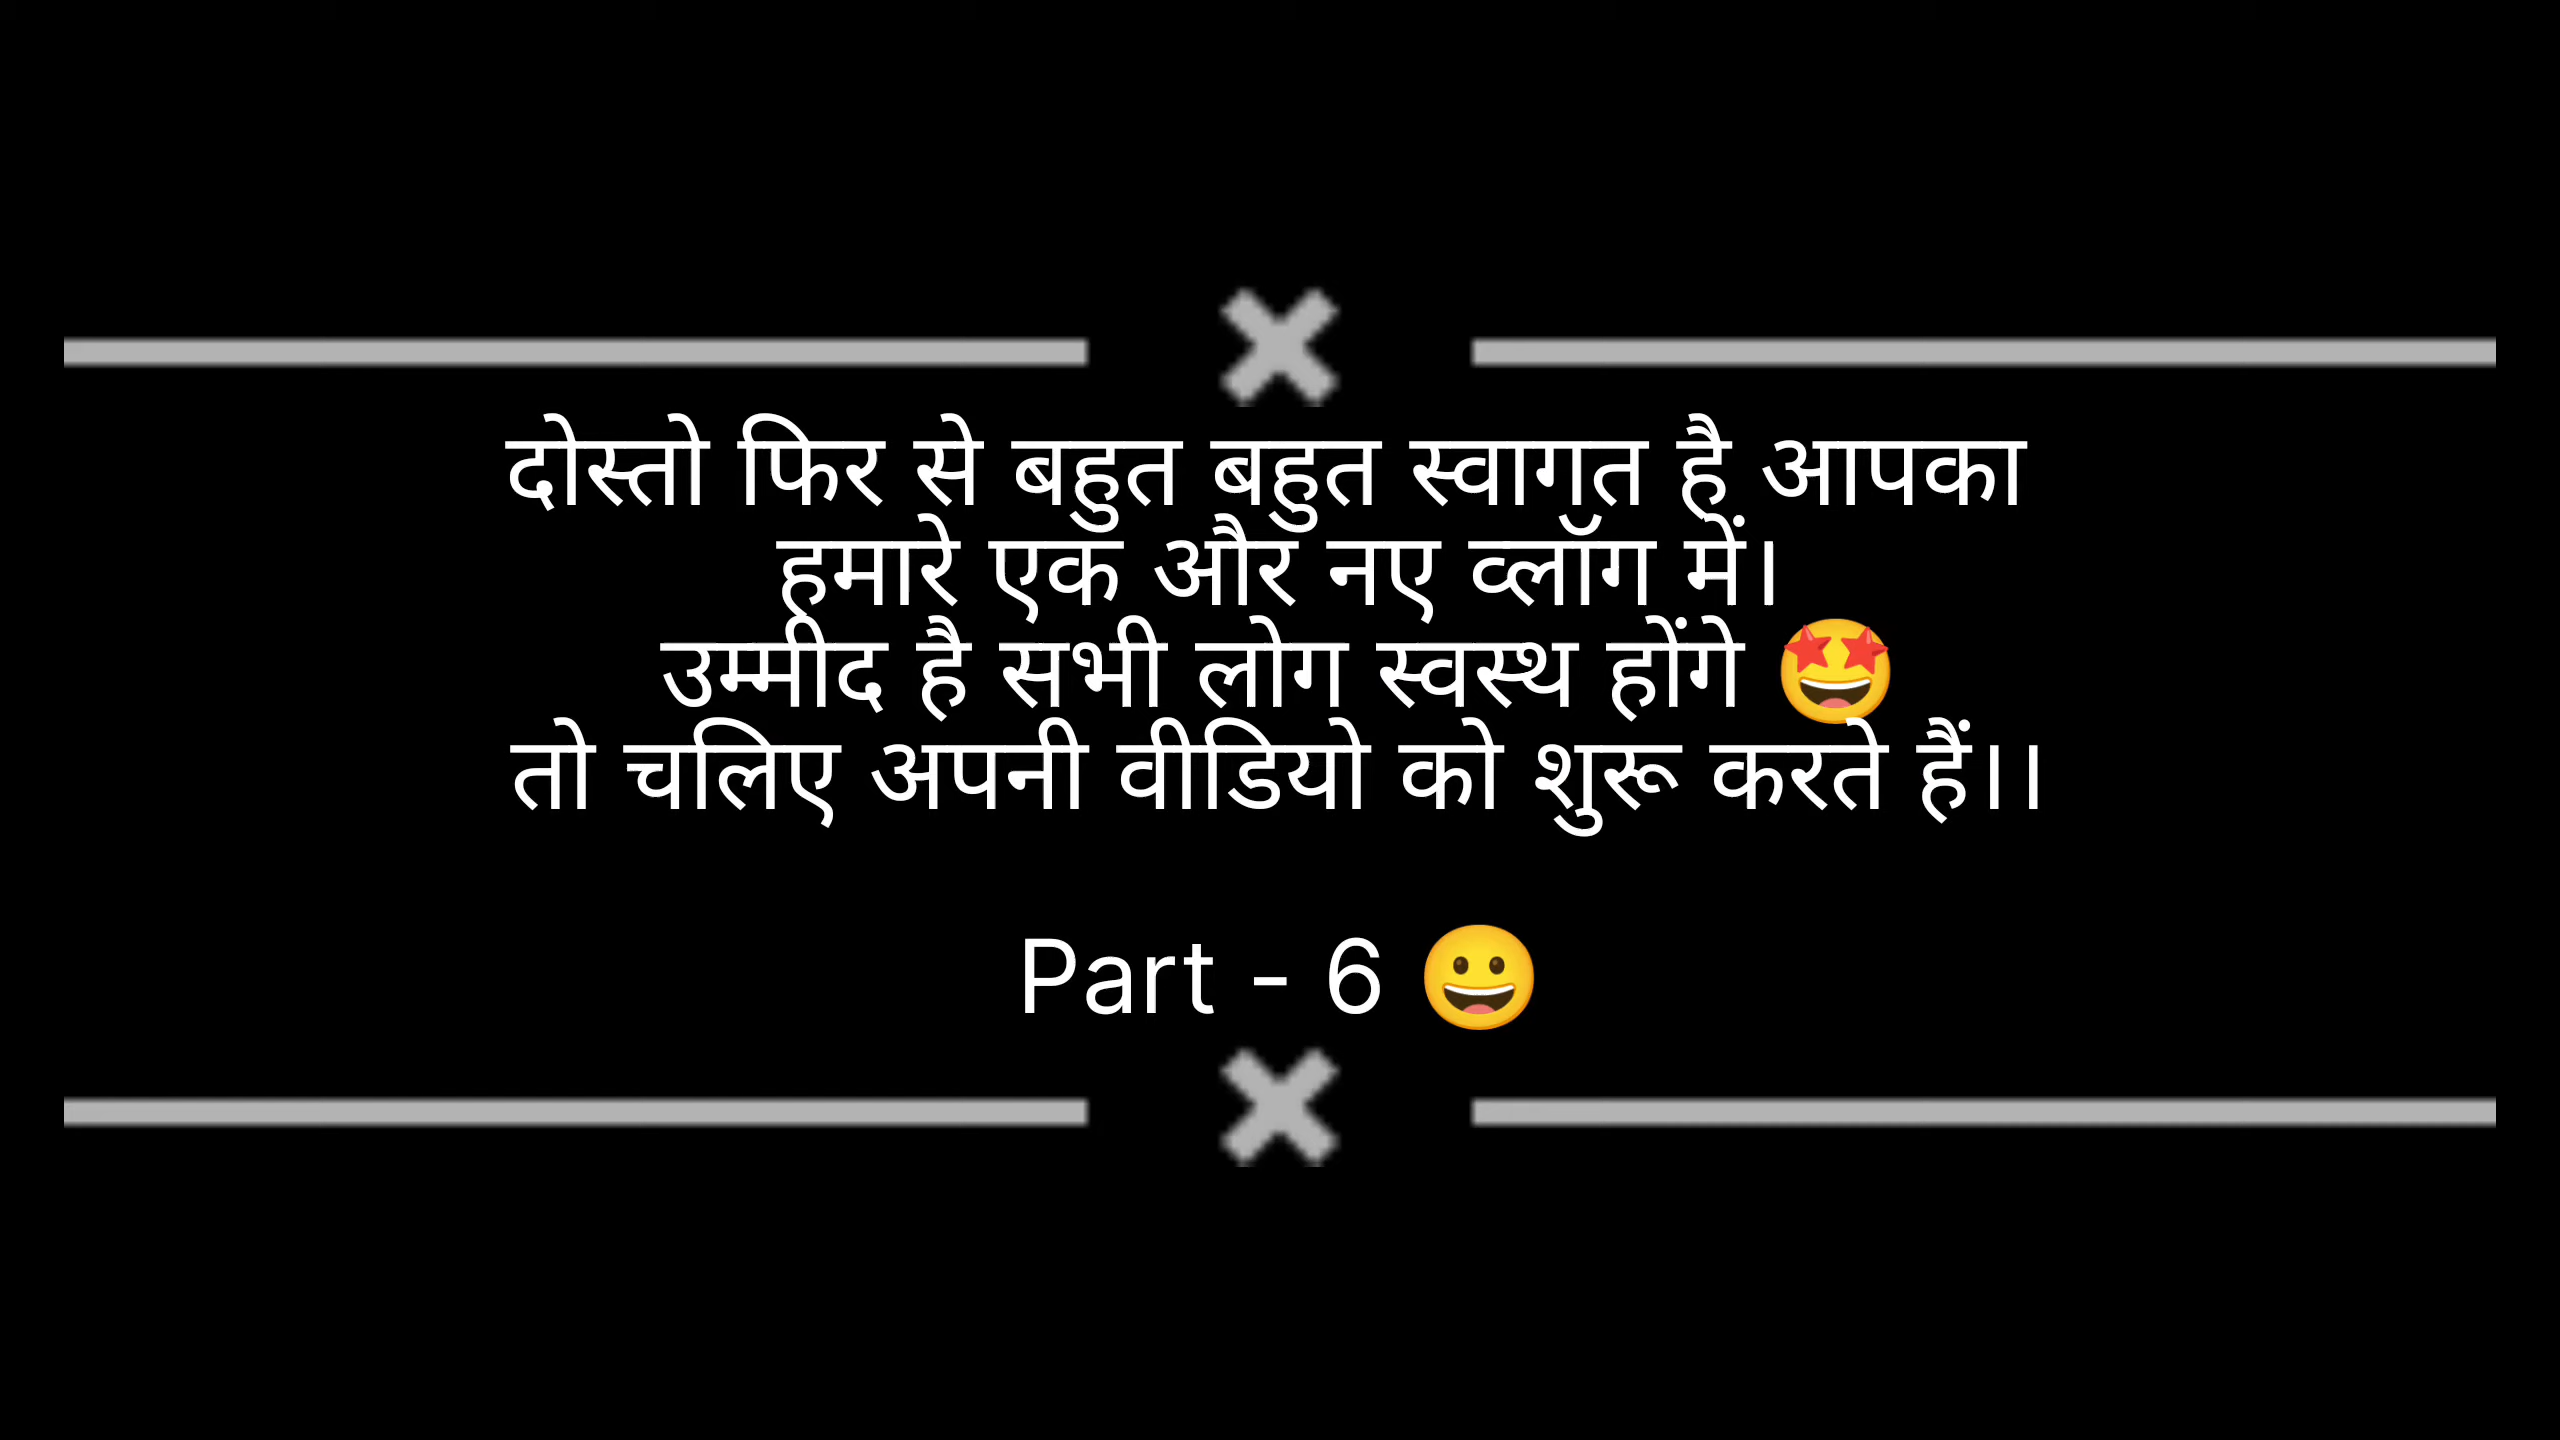 दोस्तो फिर से बहुत बहुत स्वागत है आपका
हमारे एक और नए व्लॉग में।
उम्मीद है सभी लोग स्वस्थ होंगे 🤩
तो चलिए अपनी वीडियो को शुरू करते हैं।।
Part - 6 😀